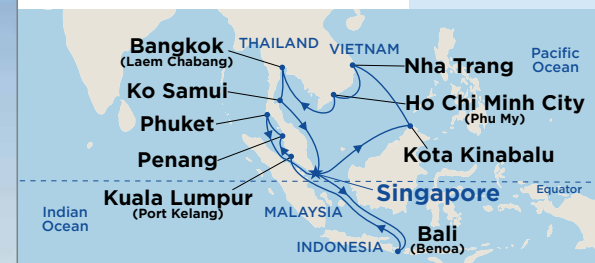 Bangkok
(Laem Chabang)
THAILAND
VIETNAM
Pacific
Ocean
Nha Trang
Ko Samui
Ho Chi Minh City
(Phu My)
Phuket
Penang
Kota Kinabalu
Kuala Lumpur
(Port Kelang)
Singapore
Equator
Indian
Ocean
MALAYSIA
Bali
(Benoa)
INDONESIA